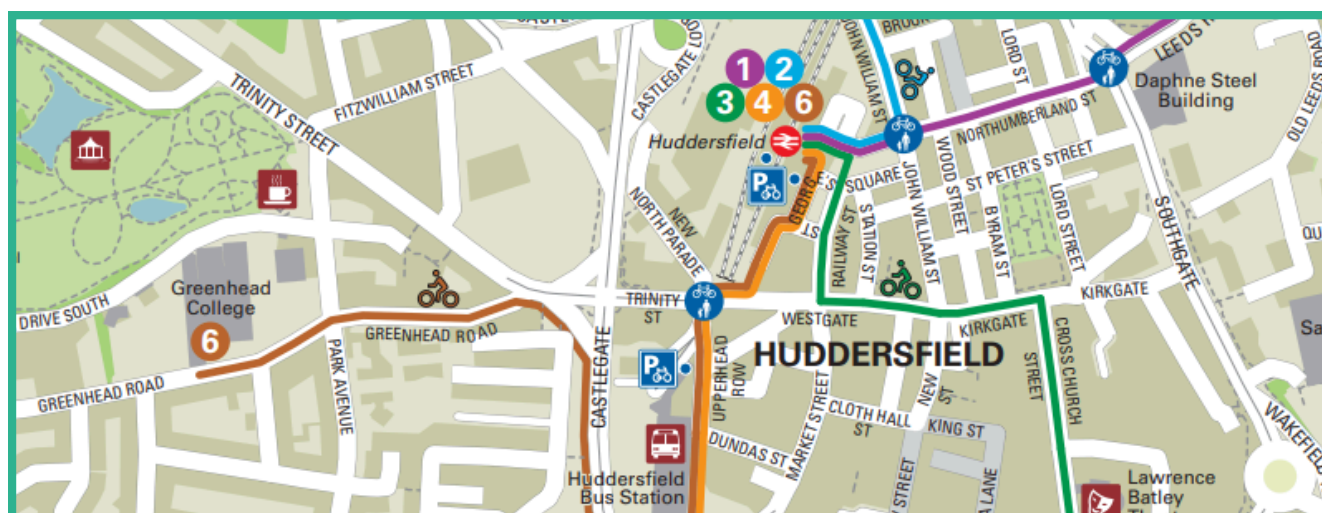 TRINITY STREET
FITZWILLIAM STREET
CASTLEGATE
JOHN WILLIAM ST
LORD ST
LEEDS
Daphne Steel
Building
OLD LEEDS ROAD
1 2
3 4 6
Huddersfield
P
NORTHUMBERLAND ST
ST PETER'S STREET
WOOD STREET
JOHN WILLIAM ST
BYRAM ST
LORD STREET
SOUTHGATE
NEW
NORTH PARADE
SQUARE
RAILWAY ST
STATION ST
Greenhead
College
6
DRIVE SOUTH
GREENHEAD ROAD
GREENHEAD ROAD
PARK AVENUE
CASTLEGATE
TRINITY
ST
WESTGATE
KIRKGATE
KIRKGATE
HUDDERSFIELD
P
UPPERHEAD
ROW
CROSS CHURCH
STREET
MARKET STREET
NEW
ST
CLOTH HALL
ST
KING ST
DUNDAS ST
Huddersfield
Bus Station
STREET
LANE
WAKEFIELD
Lawrence
Batley